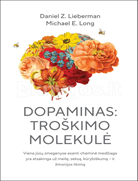 Daniel Z. Lieberman
Michael E. Long
DOPAMINAS:
TROŠKIMO
MOLEKULĖ
Viena jūsų smegenyse esanti cheminė medžiaga
yra atsakinga už meilę, seksą, kūrybiškumą – ir
žmonijos likimą